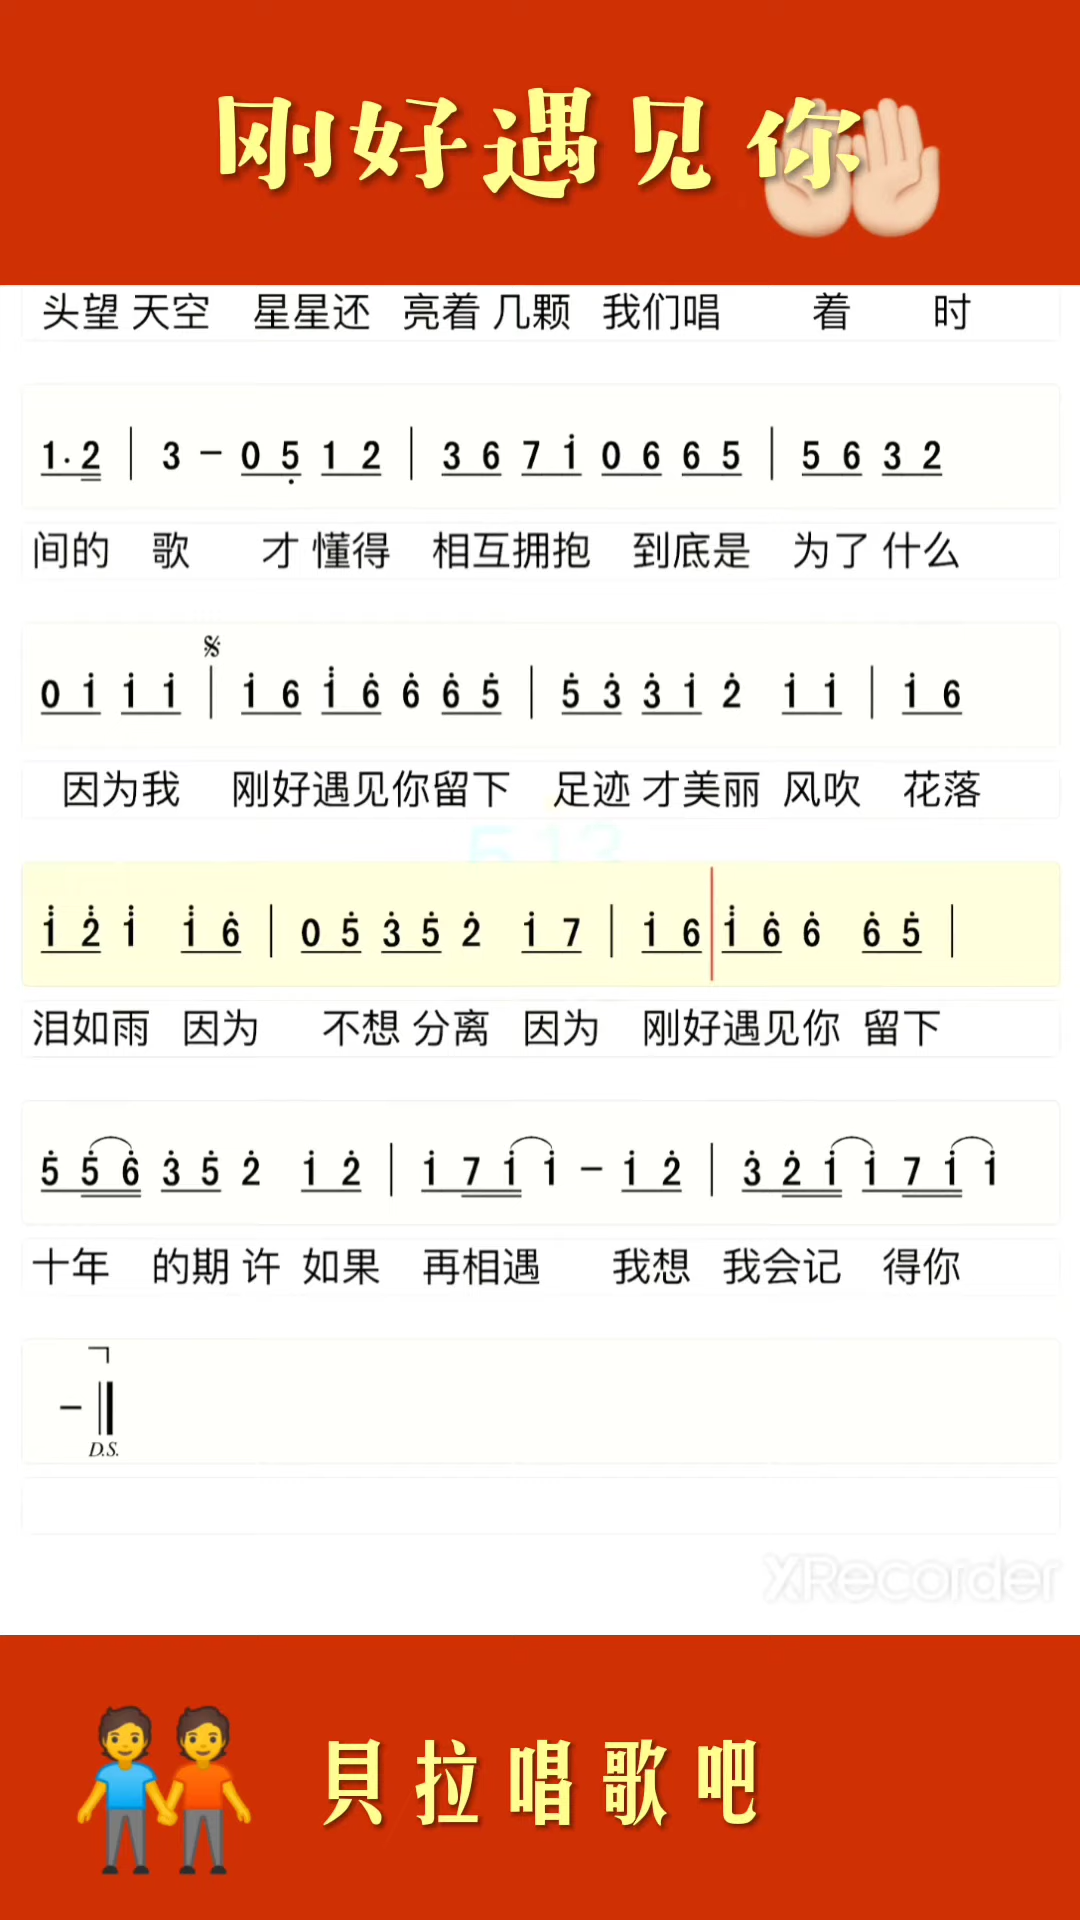 刚好遇见你
头望 天空 星星还 亮着 几颗 我们唱 着 时
1·2 | 3 － 0 5̣ 1 2 | 3 6 7 1̇ 0 6 6 5 | 5 6 3 2
间的 歌 才 懂得 相互拥抱 到底是 为了 什么
0 1̇ 1̇ 1̇ 𝄋 | 1̇ 6 1̇ 6̇ 6̇ 6̇ 5̇ | 5̇ 3̇ 3̇ 1̇ 2̇ 1̇ 1̇ | 1̇ 6
因为我 刚好遇见你留下 足迹 才美丽 风吹 花落
1̇ 2̇ 1̇ 1̇ 6̇ | 0 5̇ 3̇ 5̇ 2̇ 1̇ 7 | 1̇ 6 1̇ 6̇ 6̇ 6̇ 5̇ |
泪如雨 因为 不想 分离 因为 刚好遇见你 留下
5̇ 5̇ 6̇ 3̇ 5̇ 2̇ 1̇ 2̇ | 1̇ 7 1̇ 1̇ － 1̇ 2̇ | 3̇ 2̇ 1̇ 1̇ 7 1̇ 1̇
十年 的期 许 如果 再相遇 我想 我会记 得你
－ ‖
D.S.
XRecorder
貝拉唱歌吧